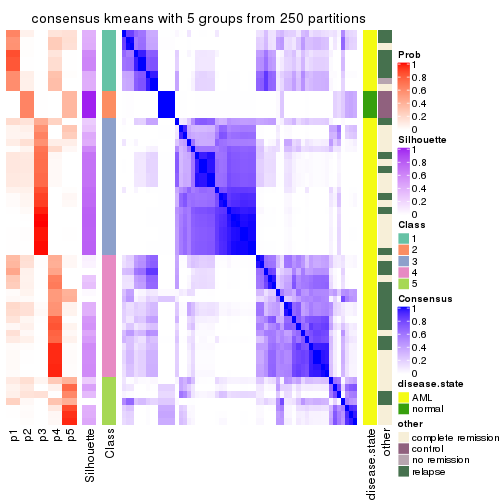 consensus kmeans with 5 groups from 250 partitions
Prob
1
0.8
0.6
0.4
0.2
0
Silhouette
1
0.8
0.6
0.4
0.2
0
Class
1
2
3
4
5
Consensus
1
0.8
0.6
0.4
0.2
0
disease.state
AML
normal
other
complete remission
control
no remission
relapse
p1
p2
p3
p4
p5
Silhouette
Class
disease.state
other